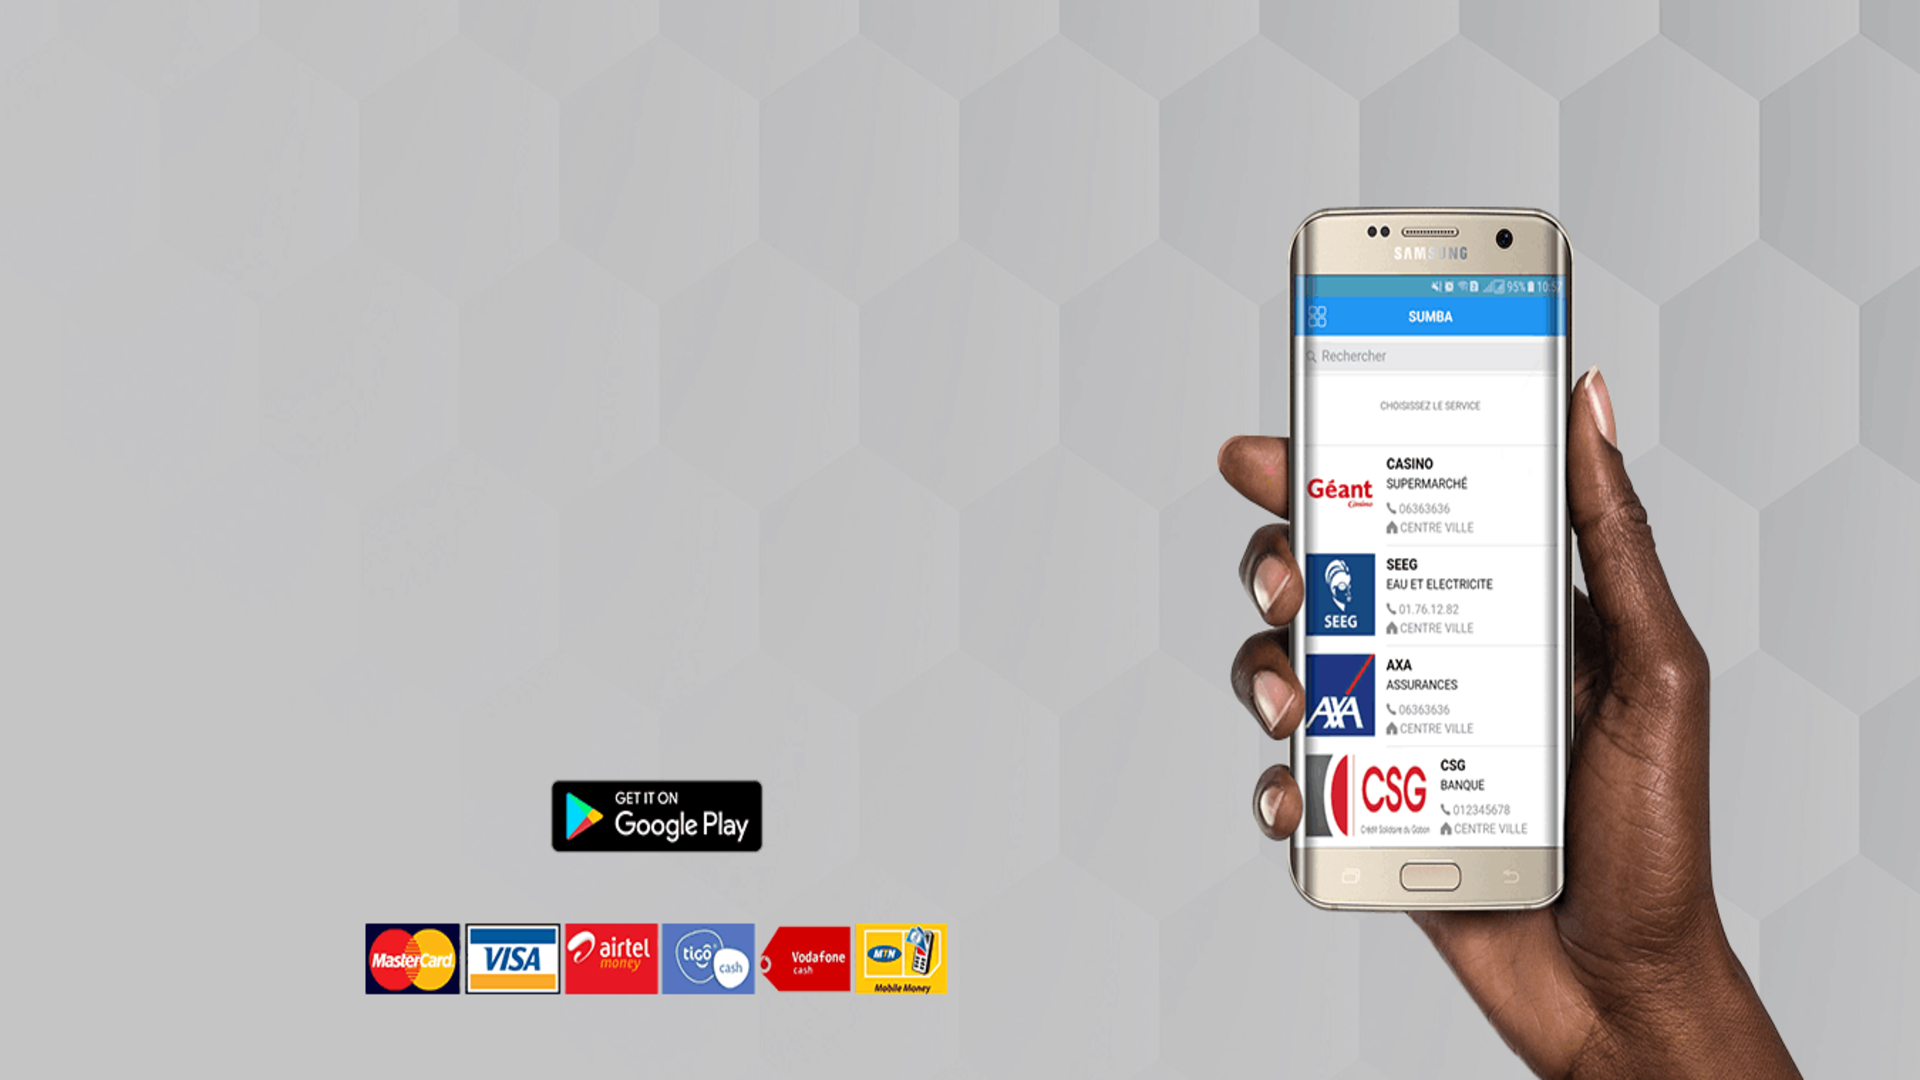 SAMSUNG
95% 10:57
SUMBA
Rechercher
CHOISISSEZ LE SERVICE
Géant
Casino
CASINO
SUPERMARCHÉ
06363636
CENTRE VILLE
SEEG
SEEG
EAU ET ELECTRICITE
01.76.12.82
CENTRE VILLE
AXA
AXA
ASSURANCES
06363636
CENTRE VILLE
CSG
Crédit Solidaire du Gabon
CSG
BANQUE
012345678
CENTRE VILLE
GET IT ON
Google Play
MasterCard
VISA
airtel
money
tigo
cash
Vodafone
cash
MTN
Mobile Money